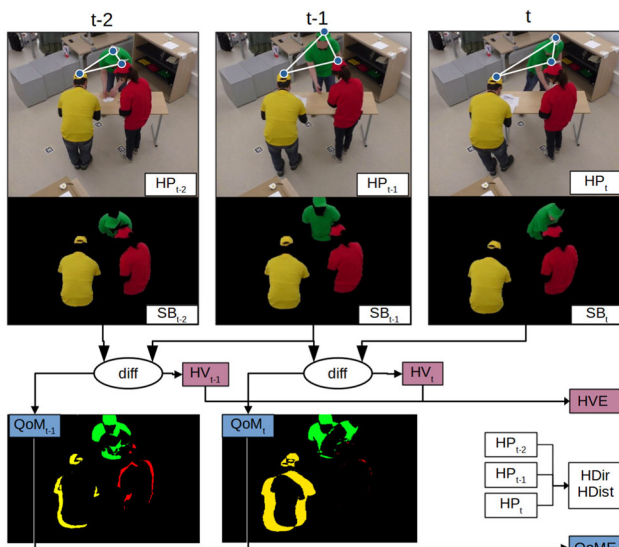 t-2 t-1 t
HPt-2 HPt-1 HPt
SBt-2 SBt-1 SBt
diff HVt-1 diff HVt
HVE
QoMt-1 QoMt
HPt-2
HPt-1
HPt
HDir
HDist
QoME